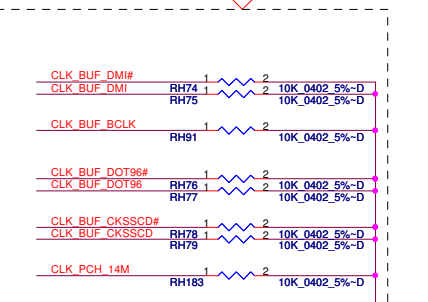 CLK_BUF_DMI# 1 2
CLK_BUF_DMI RH74 1 2 10K_0402_5%~D
RH75 10K_0402_5%~D
CLK_BUF_BCLK 1 2
RH91 10K_0402_5%~D
CLK_BUF_DOT96# 1 2
CLK_BUF_DOT96 RH76 1 2 10K_0402_5%~D
RH77 10K_0402_5%~D
CLK_BUF_CKSSCD# 1 2
CLK_BUF_CKSSCD RH78 1 2 10K_0402_5%~D
RH79 10K_0402_5%~D
CLK_PCH_14M 1 2
RH183 10K_0402_5%~D